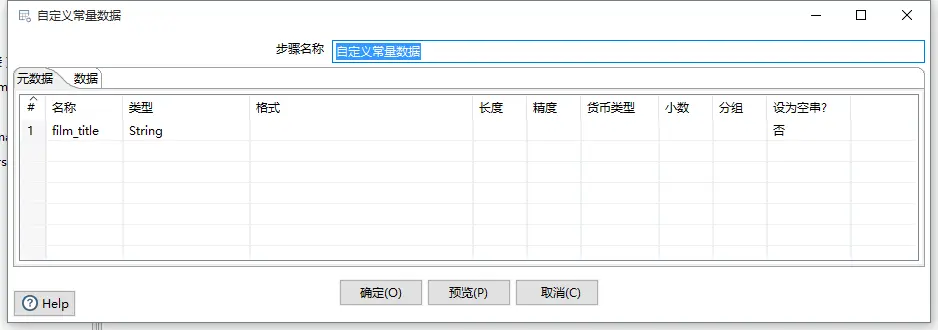 自定义常量数据
步骤名称 自定义常量数据
元数据 数据
# 名称 类型 格式 长度 精度 货币类型 小数 分组 设为空串?
1 film_title String 否
确定(O) 预览(P) 取消(C)
Help